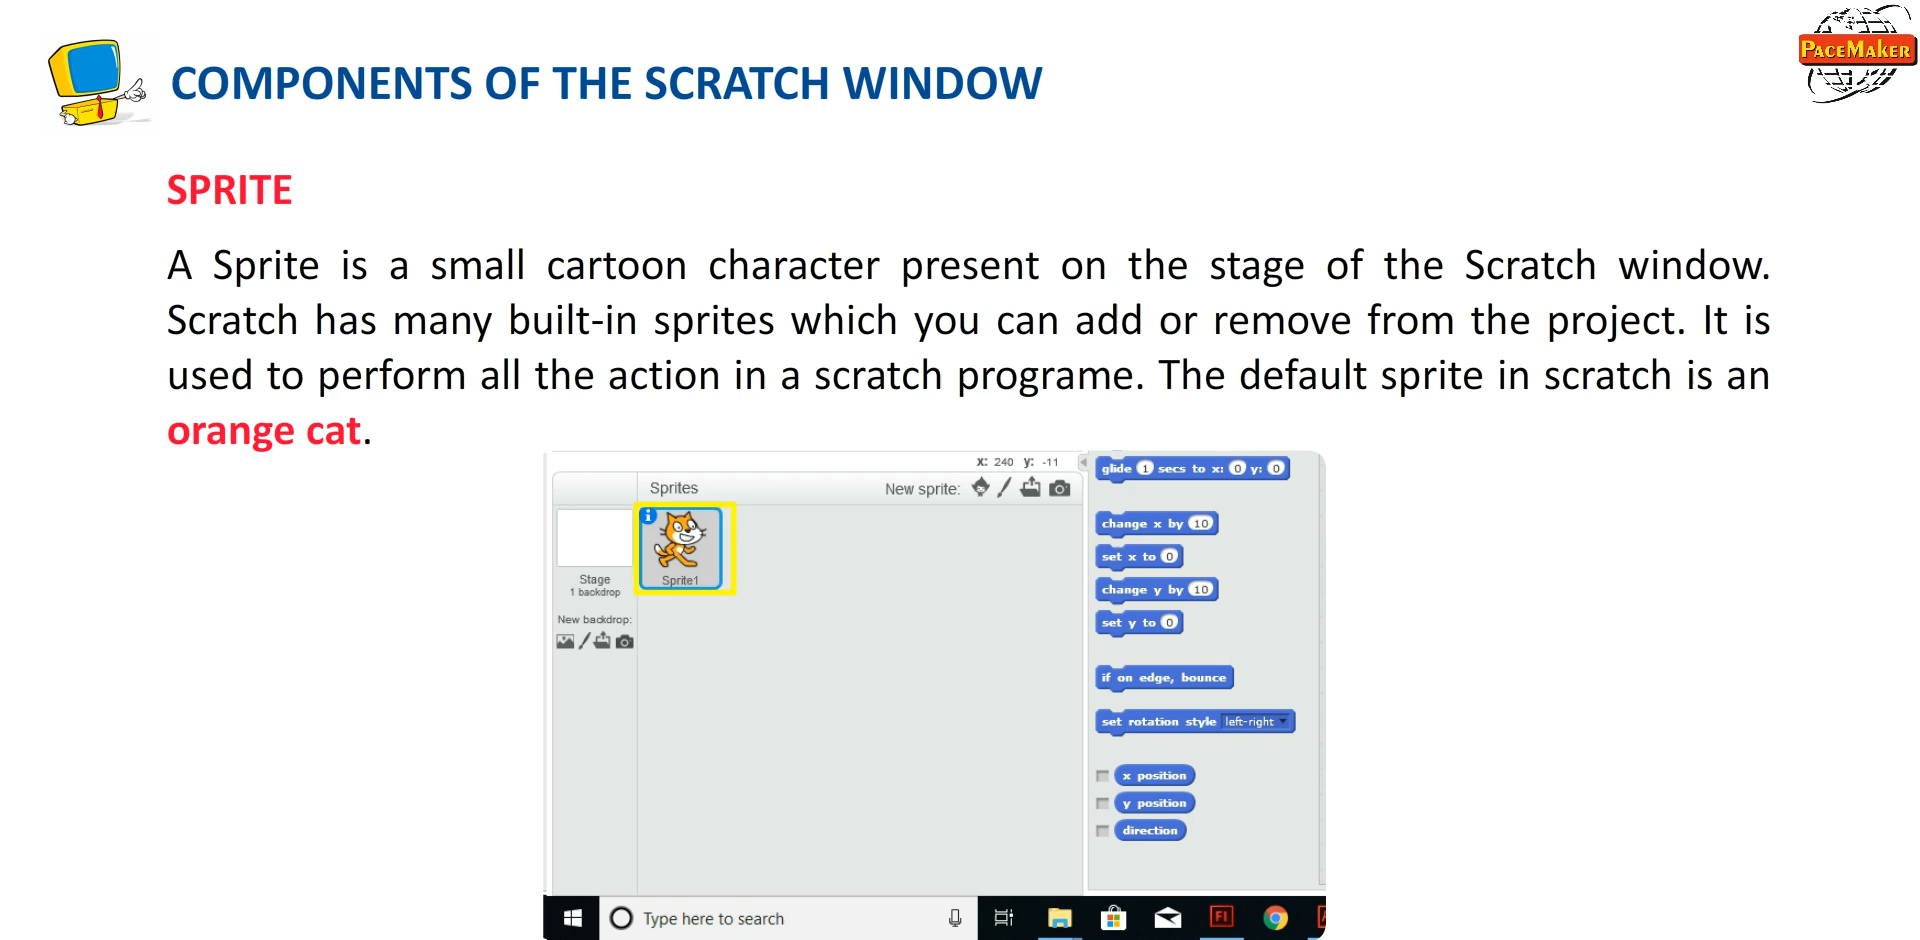 PACEMAKER
COMPONENTS OF THE SCRATCH WINDOW
SPRITE
A Sprite is a small cartoon character present on the stage of the Scratch window.
Scratch has many built-in sprites which you can add or remove from the project. It is
used to perform all the action in a scratch programe. The default sprite in scratch is an
orange cat.
x: 240 y: -11
Sprites
New sprite:
Sprite1
Stage
1 backdrop
New backdrop:
glide 1 secs to x: 0 y: 0
change x by 10
set x to 0
change y by 10
set y to 0
if on edge, bounce
set rotation style left-right
x position
y position
direction
Type here to search
Fl